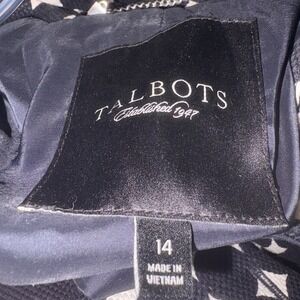 TALBOTS
Established 1947
14
MADE IN
VIETNAM